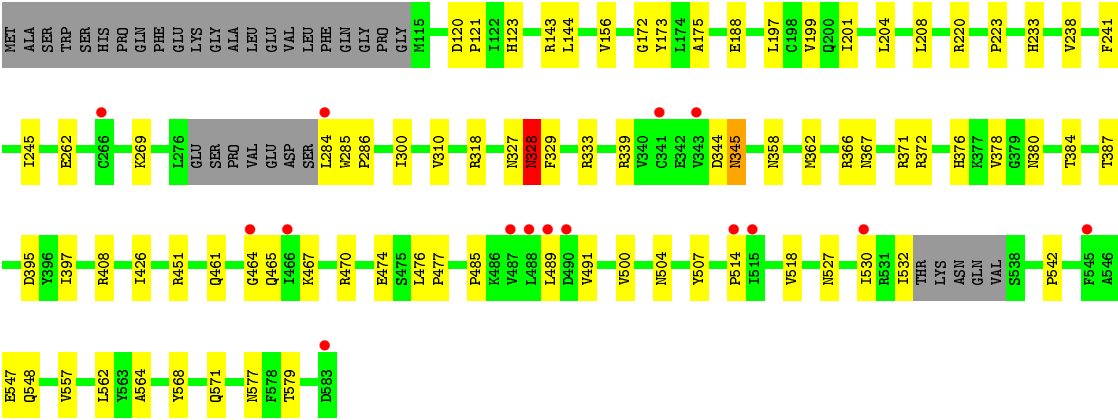 MET ALA SER TRP SER HIS PRO GLN PHE GLU LYS GLY ALA LEU GLU VAL LEU PHE GLN GLY PRO GLY M115 D120 P121 I122 H123 R143 L144 V156 G172 Y173 L174 A175 E188 L197 C198 V199 Q200 I201 L204 L208 R220 P223 H233 V238 F241
I245 E262 C266 K269 L276 GLU SER PRO VAL GLU ASP SER L284 W285 P286 I300 V310 R318 N327 N328 F329 R333 R339 V340 C341 E342 V343 D344 N345 N358 M362 R366 N367 R371 R372 H376 K377 V378 G379 N380 T384 T387
D395 Y396 I397 R408 I426 R451 Q461 G464 Q465 I466 K467 R470 E474 S475 L476 P477 P485 K486 V487 L488 L489 D490 V491 V500 N504 Y507 P514 I515 V518 N527 I530 R531 I532 THR LYS ASN GLN VAL S538 P542 F545 A546
E547 Q548 V557 L562 Y563 A564 Y568 Q571 N577 F578 T579 D583